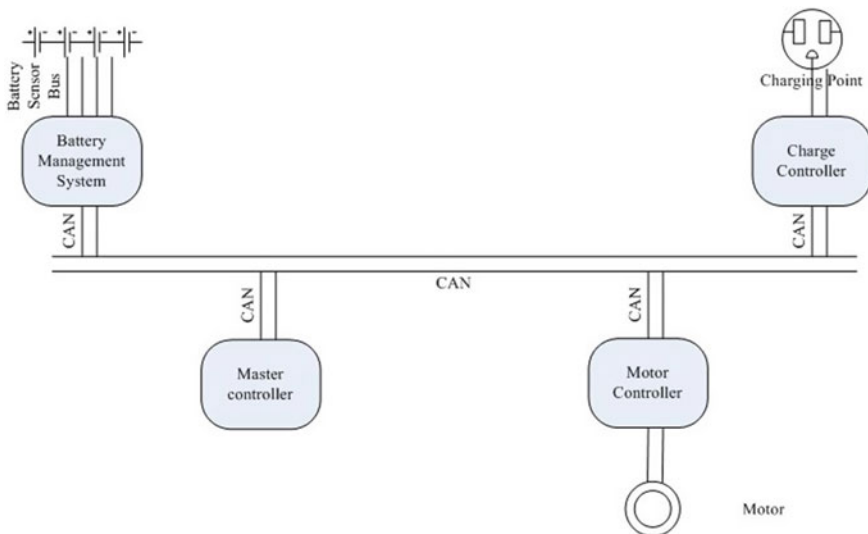 + - + - + - + -
Battery
Sensor
Bus
Charging Point
Battery
Management
System
Charge
Controller
CAN
CAN
CAN
CAN
CAN
Master
controller
Motor
Controller
Motor